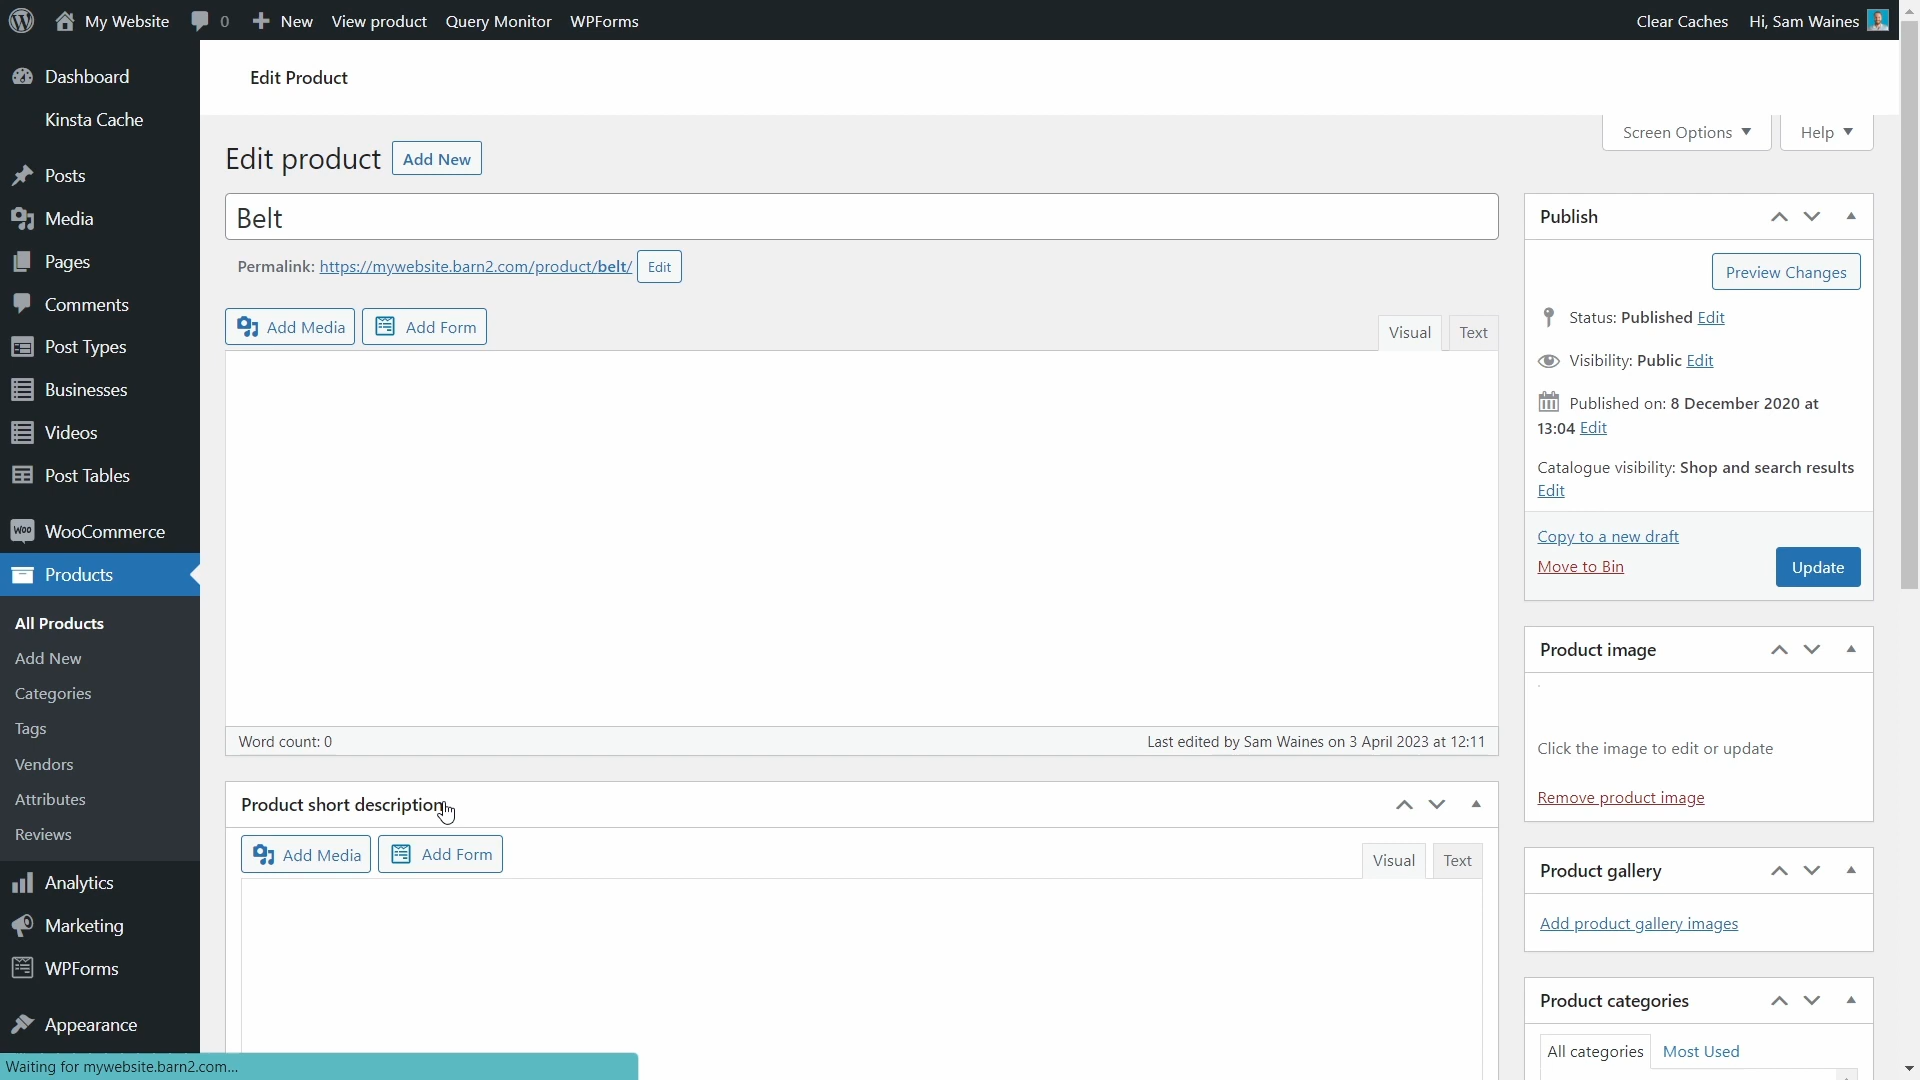 My Website 0 New View product Query Monitor WPForms Clear Caches Hi, Sam Waines
Dashboard
Kinsta Cache
Posts
Media
Pages
Comments
Post Types
Businesses
Videos
Post Tables
WooCommerce
Products
All Products
Add New
Categories
Tags
Vendors
Attributes
Reviews
Analytics
Marketing
WPForms
Appearance
Waiting for mywebsite.barn2.com...
Edit Product
Screen Options Help
Edit product Add New
Belt
Permalink: https://mywebsite.barn2.com/product/belt/ Edit
Add Media Add Form Visual Text
Word count: 0 Last edited by Sam Waines on 3 April 2023 at 12:11
Product short description
Add Media Add Form Visual Text
Publish
Preview Changes
Status: Published Edit
Visibility: Public Edit
Published on: 8 December 2020 at
13:04 Edit
Catalogue visibility: Shop and search results
Edit
Copy to a new draft
Move to Bin Update
Product image
Click the image to edit or update
Remove product image
Product gallery
Add product gallery images
Product categories
All categories Most Used